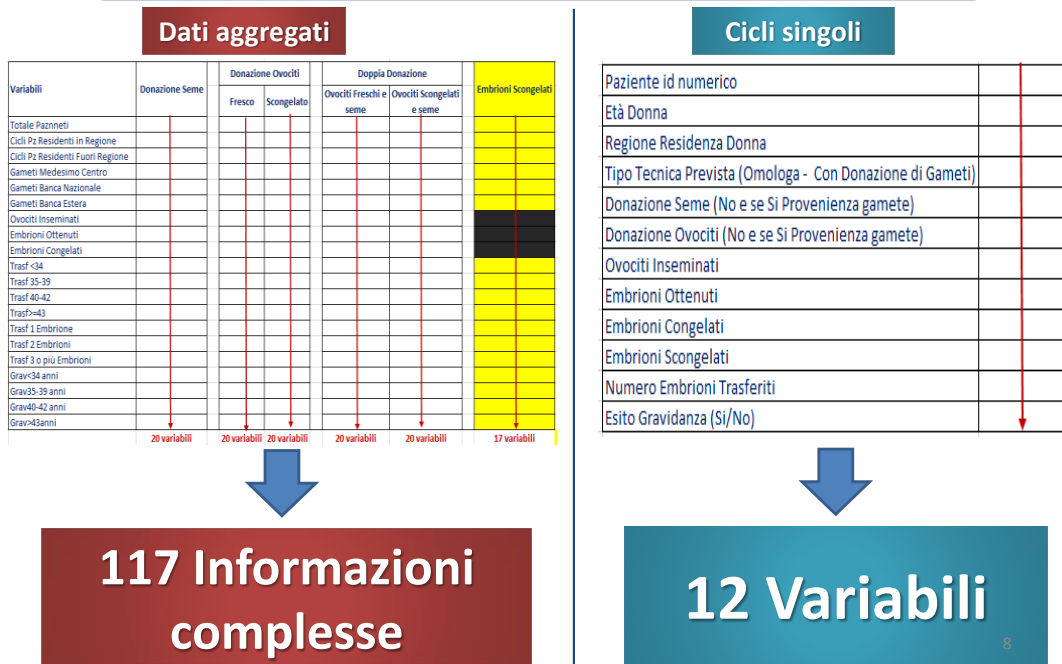 Dati aggregati
Variabili
Donazione Seme
Donazione Ovociti
Doppia Donazione
Embrioni Scongelati
Fresco
Scongelato
Ovociti Freschi e
seme
Ovociti Scongelati
e seme
Totale Paznneti
Cicli Pz Residenti in Regione
Cicli Pz Residenti Fuori Regione
Gameti Medesimo Centro
Gameti Banca Nazionale
Gameti Banca Estera
Ovociti Inseminati
Embrioni Ottenuti
Embrioni Congelati
Trasf <34
Trasf 35-39
Trasf 40-42
Trasf>=43
Trasf 1 Embrione
Trasf 2 Embrioni
Trasf 3 o più Embrioni
Grav<34 anni
Grav35-39 anni
Grav40-42 anni
Grav>43anni
20 variabili
20 variabili
20 variabili
20 variabili
20 variabili
17 variabili
117 Informazioni
complesse
Cicli singoli
Paziente id numerico
Età Donna
Regione Residenza Donna
Tipo Tecnica Prevista (Omologa - Con Donazione di Gameti)
Donazione Seme (No e se Si Provenienza gamete)
Donazione Ovociti (No e se Si Provenienza gamete)
Ovociti Inseminati
Embrioni Ottenuti
Embrioni Congelati
Embrioni Scongelati
Numero Embrioni Trasferiti
Esito Gravidanza (Si/No)
12 Variabili
8